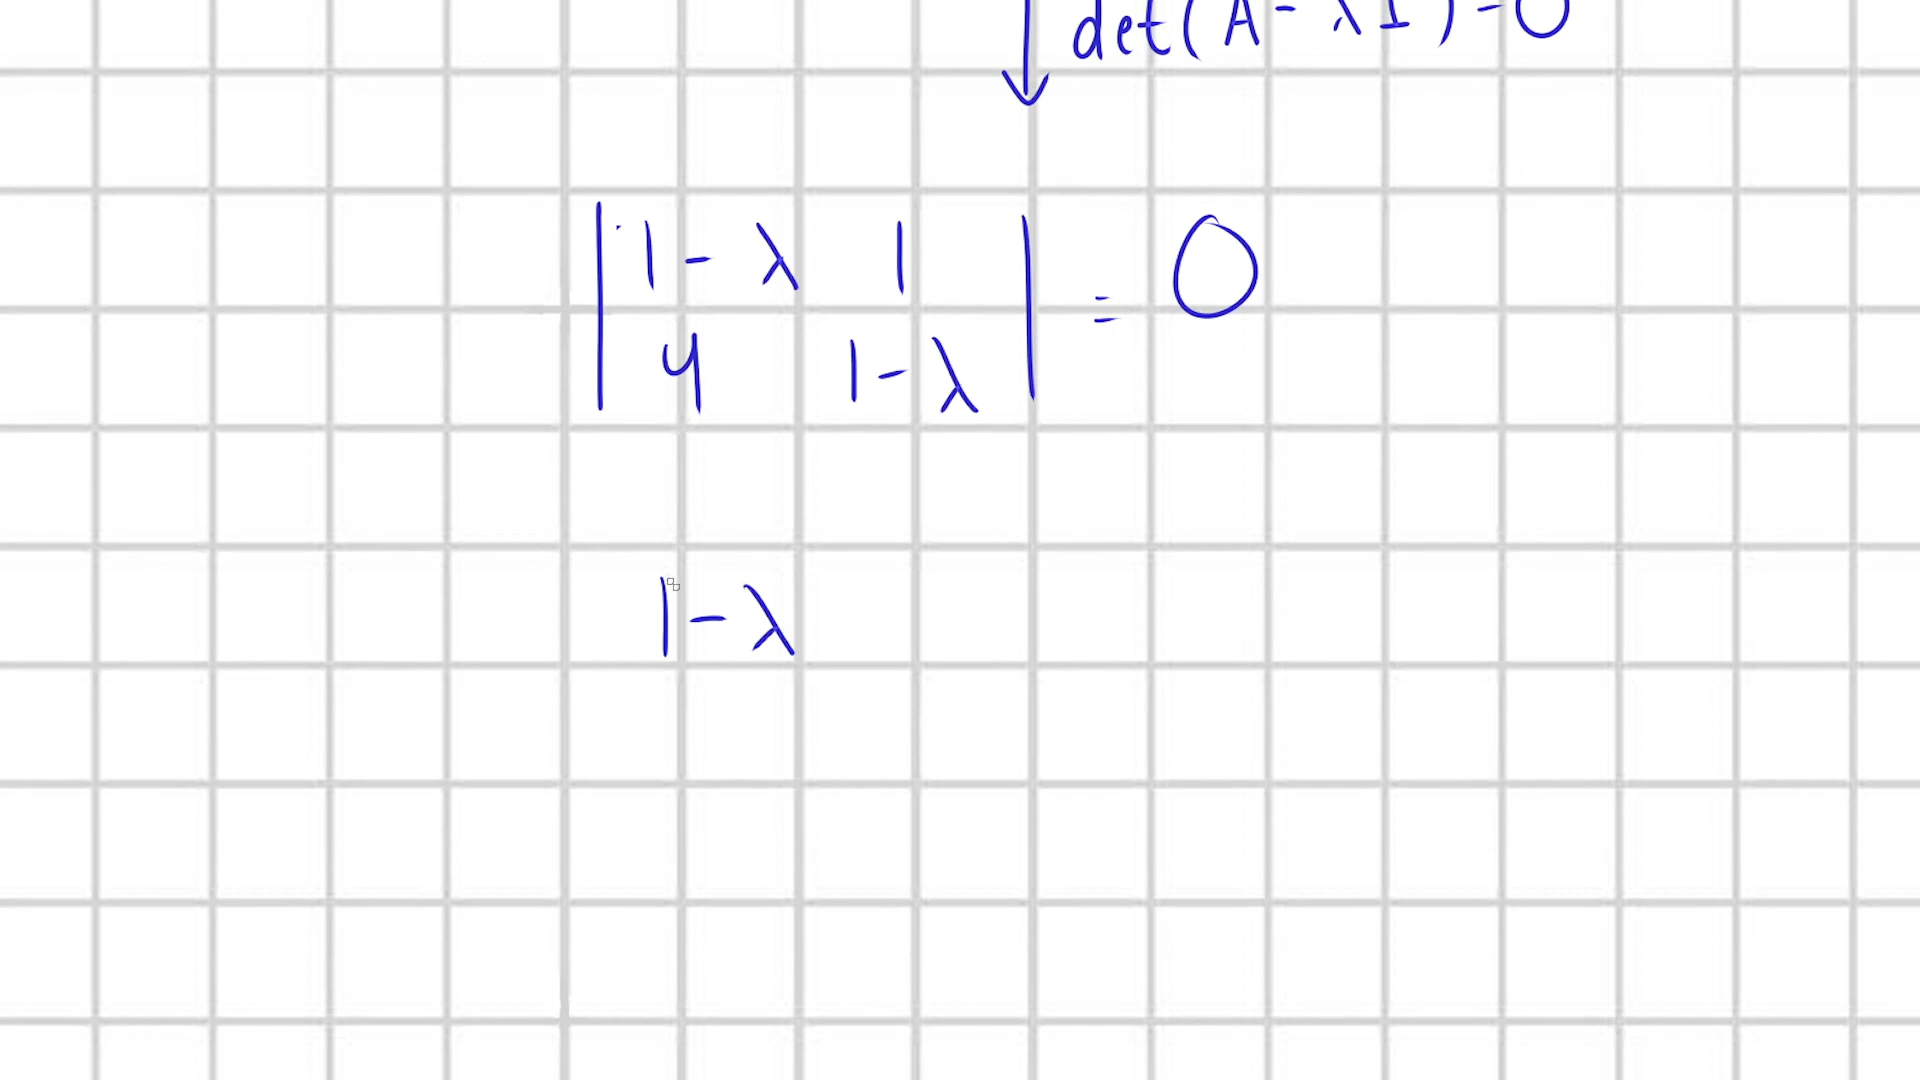 det(A - λI) = 0
| 1 - λ 1 | = 0
| 4 1 - λ |
1 - λ